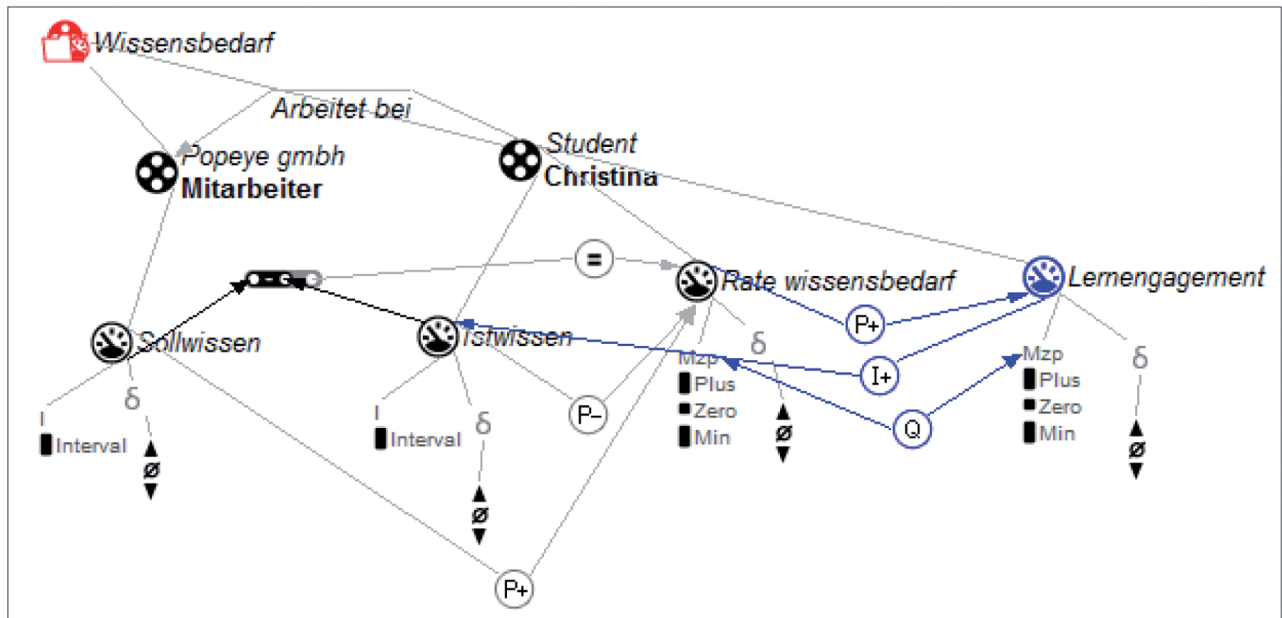 Wissensbedarf
Arbeitet bei
Popeye gmbh
Mitarbeiter
Student
Christina
=
Rate wissensbedarf
Lernengagement
Sollwissen
Istwissen
P+
I+
Q
P-
P+
I
Interval
δ
I
Interval
δ
Mzp
Plus
Zero
Min
δ
Mzp
Plus
Zero
Min
δ